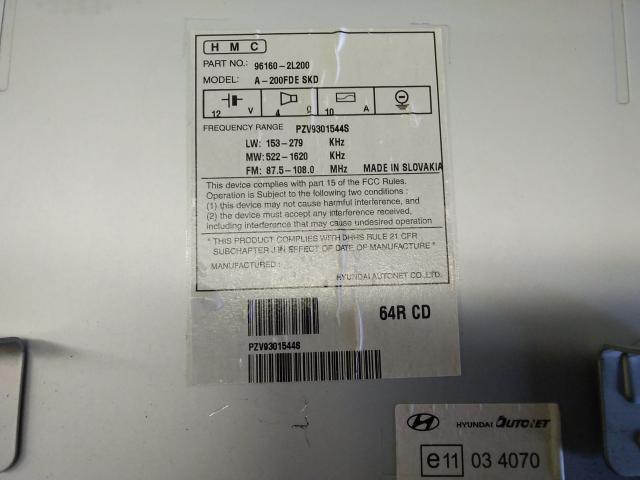 HMC
PART NO.: 96160-2L200
MODEL: A-200FDE SKD
12 V 4 Ω 10 A
FREQUENCY RANGE PZV9301544S
LW: 153-279 KHz
MW: 522-1620 KHz
FM: 87.5-108.0 MHz MADE IN SLOVAKIA
This device complies with part 15 of the FCC Rules.
Operation is Subject to the following two conditions :
(1) this device may not cause harmful interference, and
(2) the device must accept any interference received,
including interference that may cause undesired operation
* THIS PRODUCT COMPLIES WITH DHHS RULE 21 CFR
SUBCHAPTER J IN EFFECT OF DATE OF MANUFACTURE *
MANUFACTURED :
HYUNDAI AUTONET CO., LTD.
64R CD
PZV9301544S
HYUNDAI AUTONET
e11 03 4070